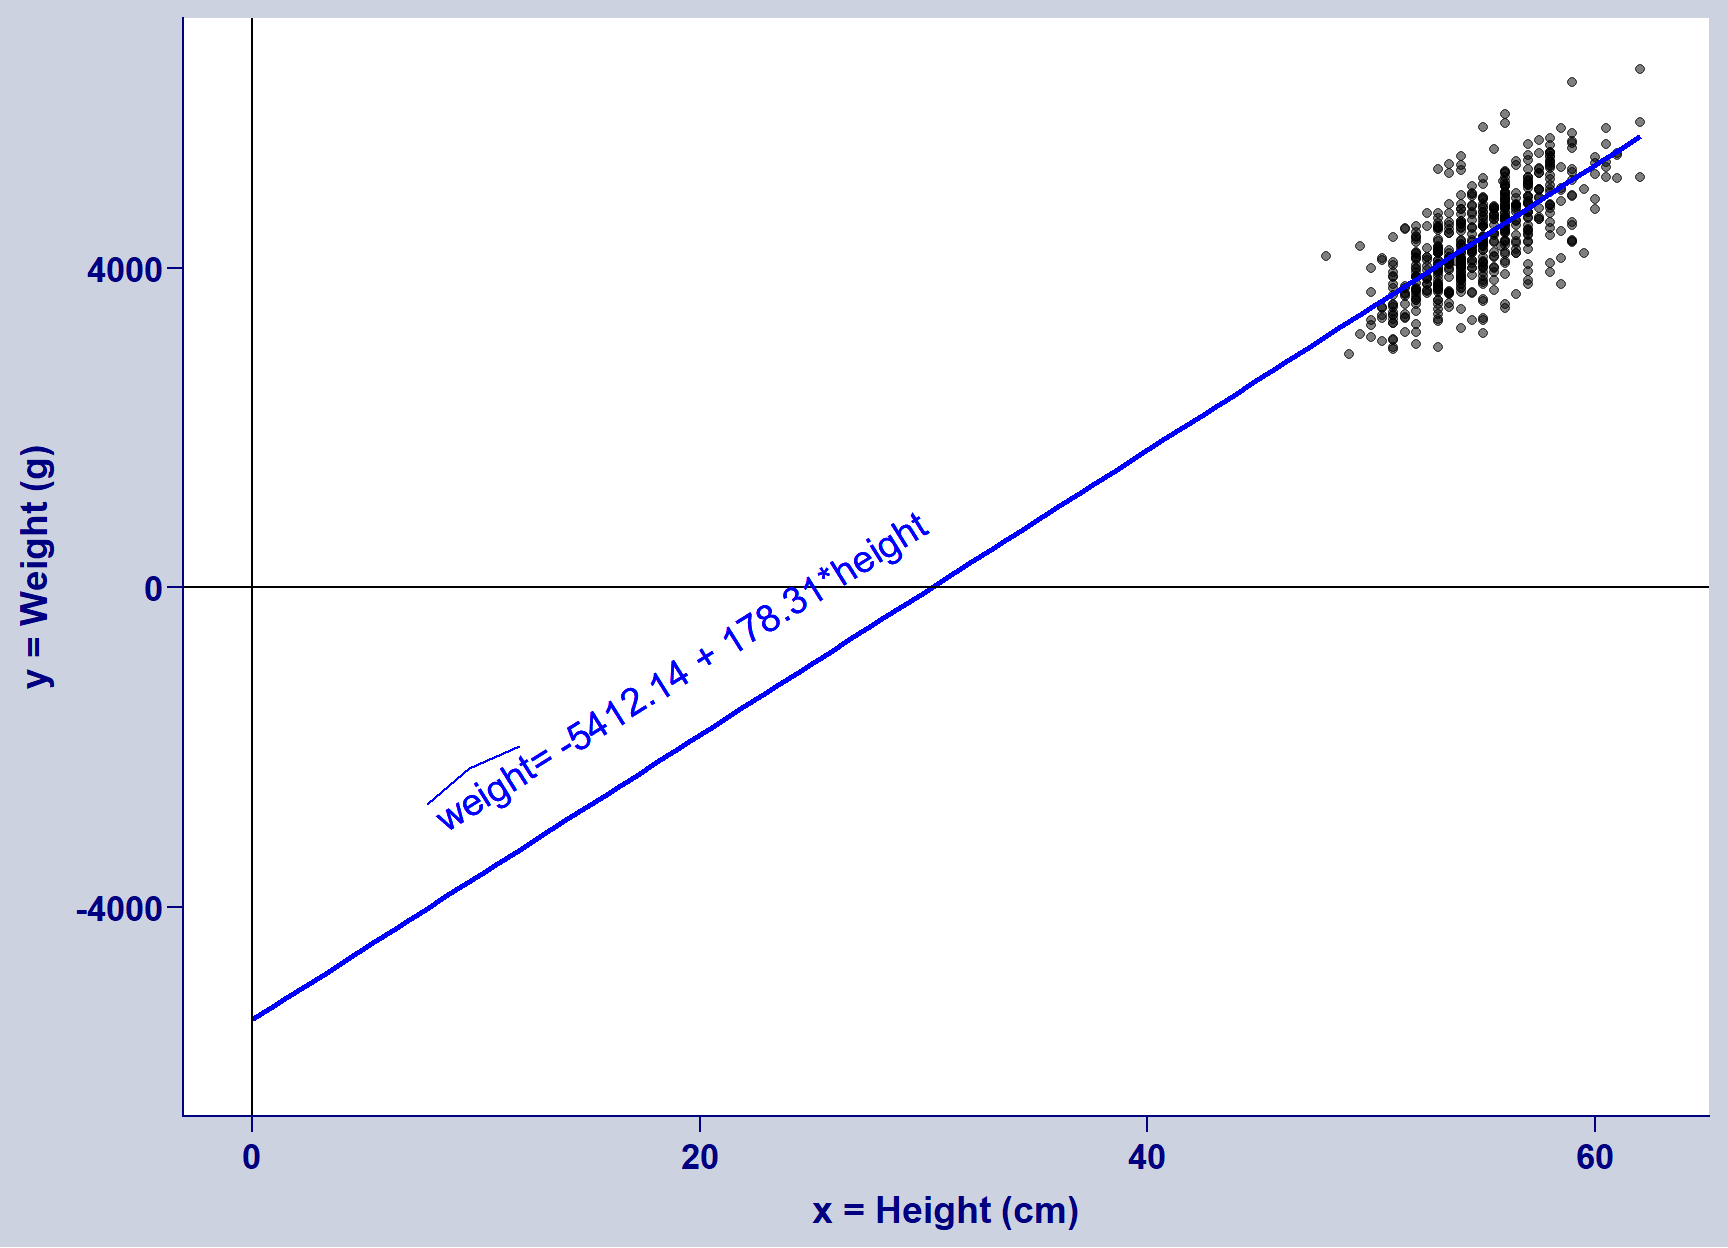 4000
0
-4000
y = Weight (g)
weight= -5412.14 + 178.31*height
0 20 40 60
x = Height (cm)